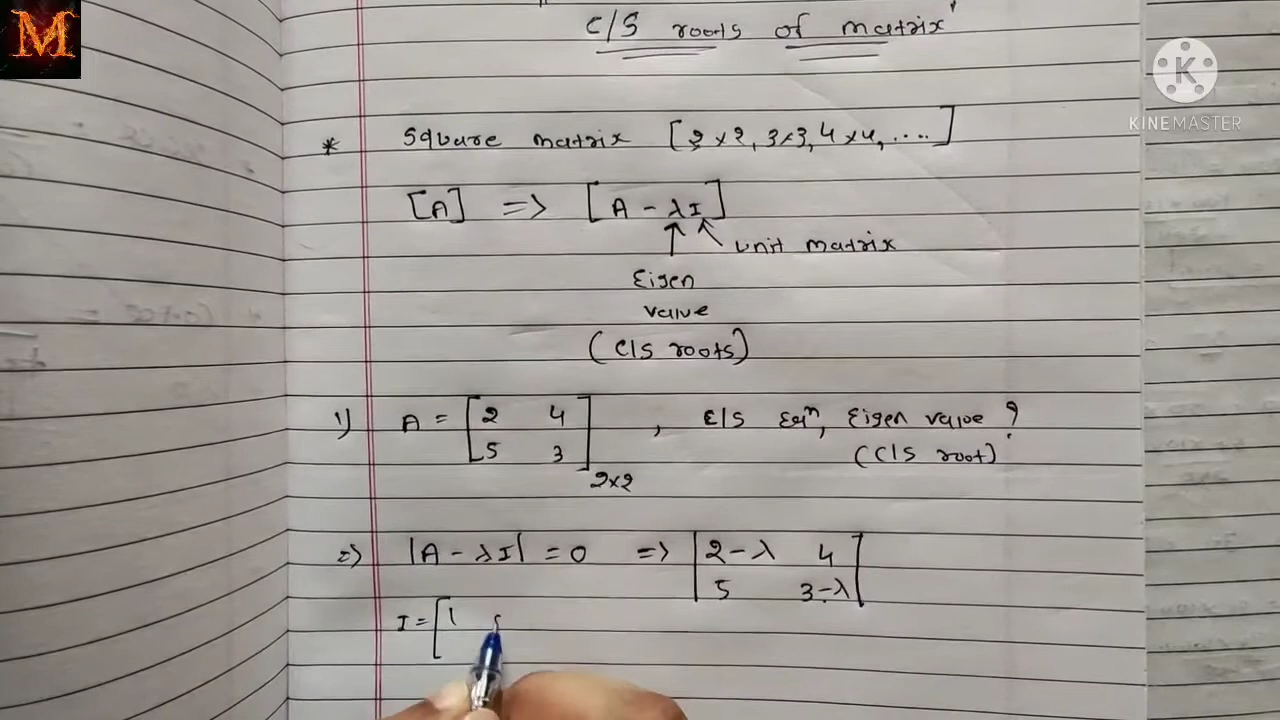 M
C/S roots of matrix
KINEMASTER
* Square matrix [2×2, 3×3, 4×4, ....]
[A] => [A - λI]
unit matrix
Eigen
value
(C/S roots)
1) A = [2 4
5 3]2×2 , C/S Eqn, Eigen value ?
(C/S root)
=> |A - λI| = 0 => |2-λ 4
5 3-λ|
I = [1